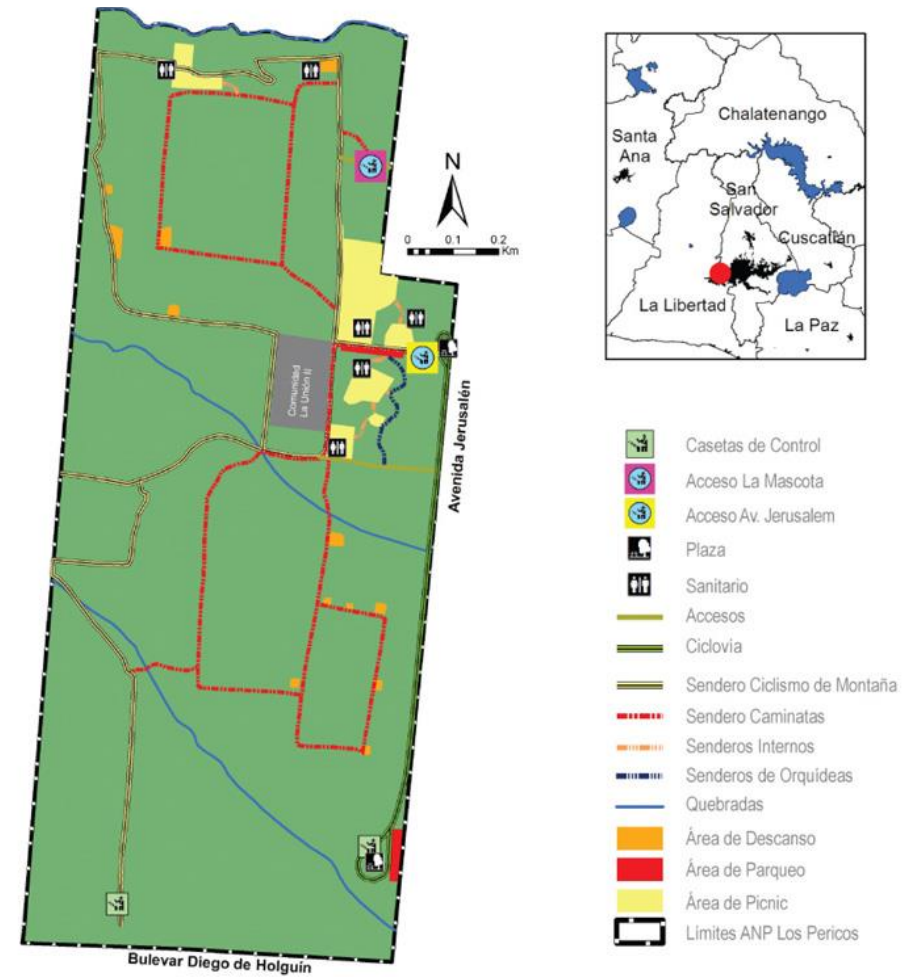 N
0 0.1 0.2
Km
Comunidad
La Unión II
Avenida Jerusalén
Bulevar Diego de Holguín
Chalatenango
Santa
Ana
San
Salvador
Cuscatlán
La Libertad
La Paz
Casetas de Control
Acceso La Mascota
Acceso Av. Jerusalem
Plaza
Sanitario
Accesos
Ciclovía
Sendero Ciclismo de Montaña
Sendero Caminatas
Senderos Internos
Senderos de Orquídeas
Quebradas
Área de Descanso
Área de Parqueo
Área de Picnic
Límites ANP Los Pericos